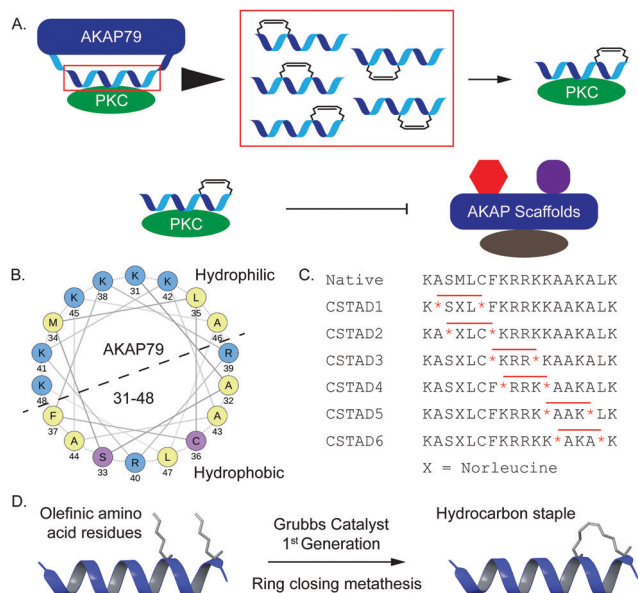 A.
AKAP79
PKC
PKC
PKC
AKAP Scaffolds
B.
Hydrophilic
K 31
K 42
L 35
A 46
R 39
A 32
A 43
C 36
L 47
R 40
S 33
A 44
F 37
K 48
K 41
M 34
K 45
K 38
AKAP79
31-48
Hydrophobic
C.
Native KASMLCFKRRKKAAKALK
CSTAD1 K*SXL*FKRRKKAAKALK
CSTAD2 KA*XLC*KRRKKAAKALK
CSTAD3 KASXLC*KRR*KAAKALK
CSTAD4 KASXLCF*RRK*AAKALK
CSTAD5 KASXLCFKRRK*AAK*LK
CSTAD6 KASXLCFKRRKK*AKA*K
X = Norleucine
D.
Olefinic amino
acid residues
Grubbs Catalyst
1st Generation
Ring closing metathesis
Hydrocarbon staple